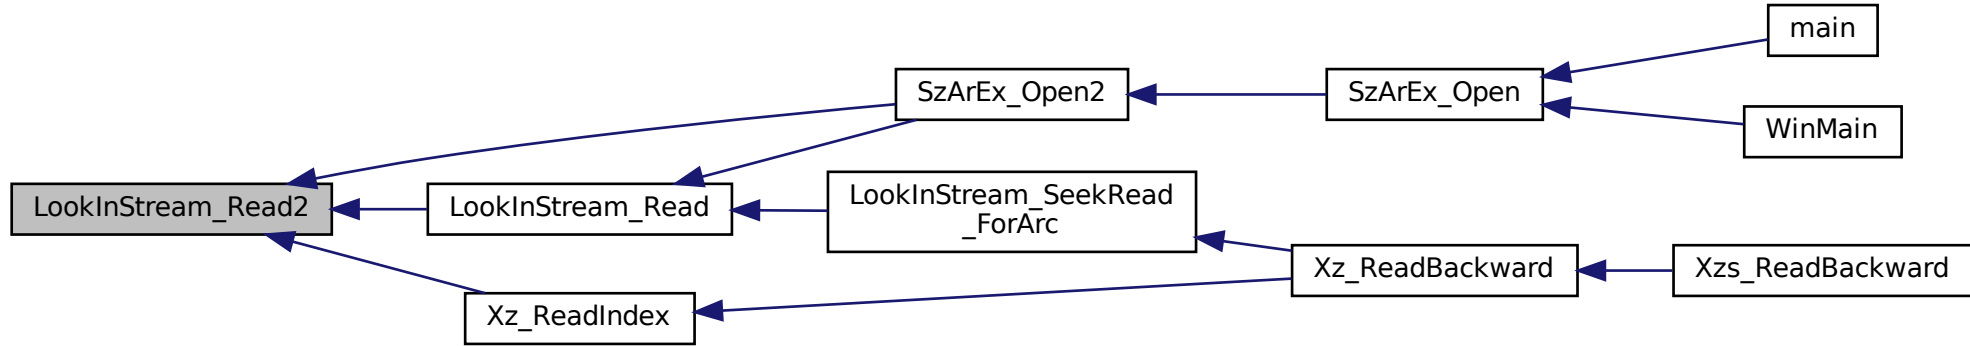 main
SzArEx_Open2
SzArEx_Open
WinMain
LookInStream_Read2
LookInStream_Read
LookInStream_SeekRead
_ForArc
Xz_ReadBackward
Xzs_ReadBackward
Xz_ReadIndex